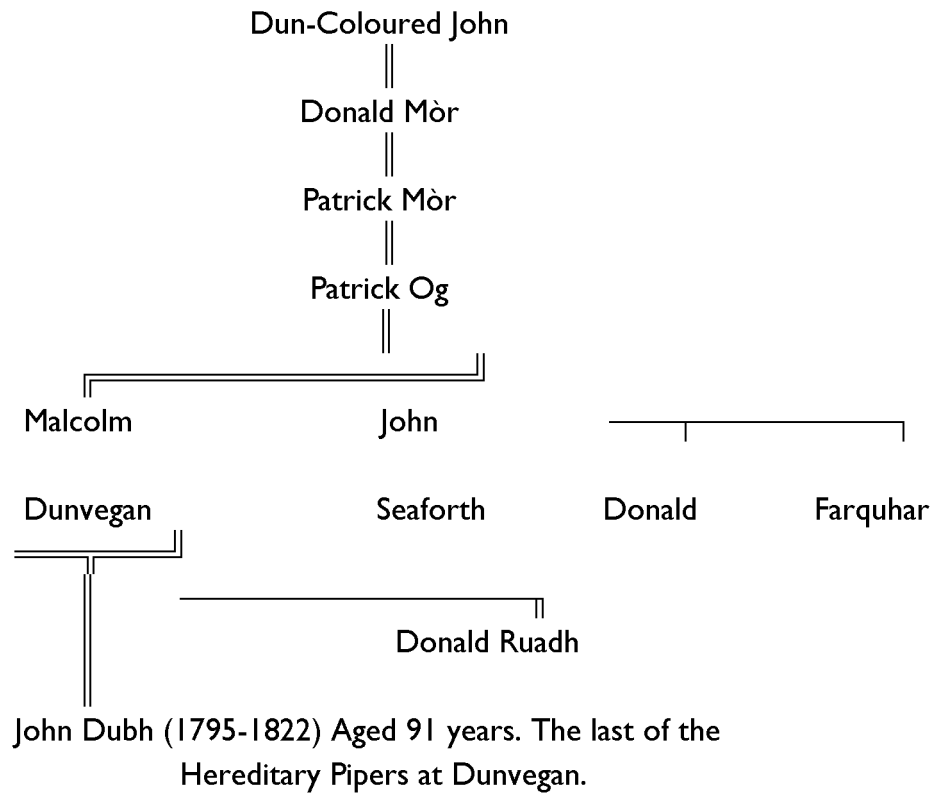 Dun-Coloured John
Donald Mòr
Patrick Mòr
Patrick Og
Malcolm John
Dunvegan Seaforth Donald Farquhar
Donald Ruadh
John Dubh (1795-1822) Aged 91 years. The last of the
Hereditary Pipers at Dunvegan.